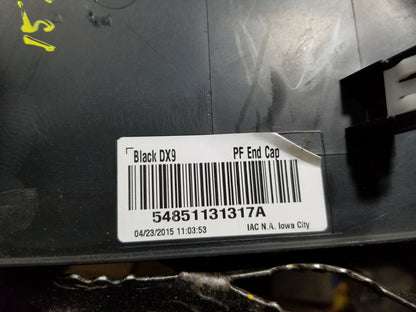 Black DX9 PF End Cap
54851131317A
04/23/2015 11:03:53 IAC N.A. Iowa City